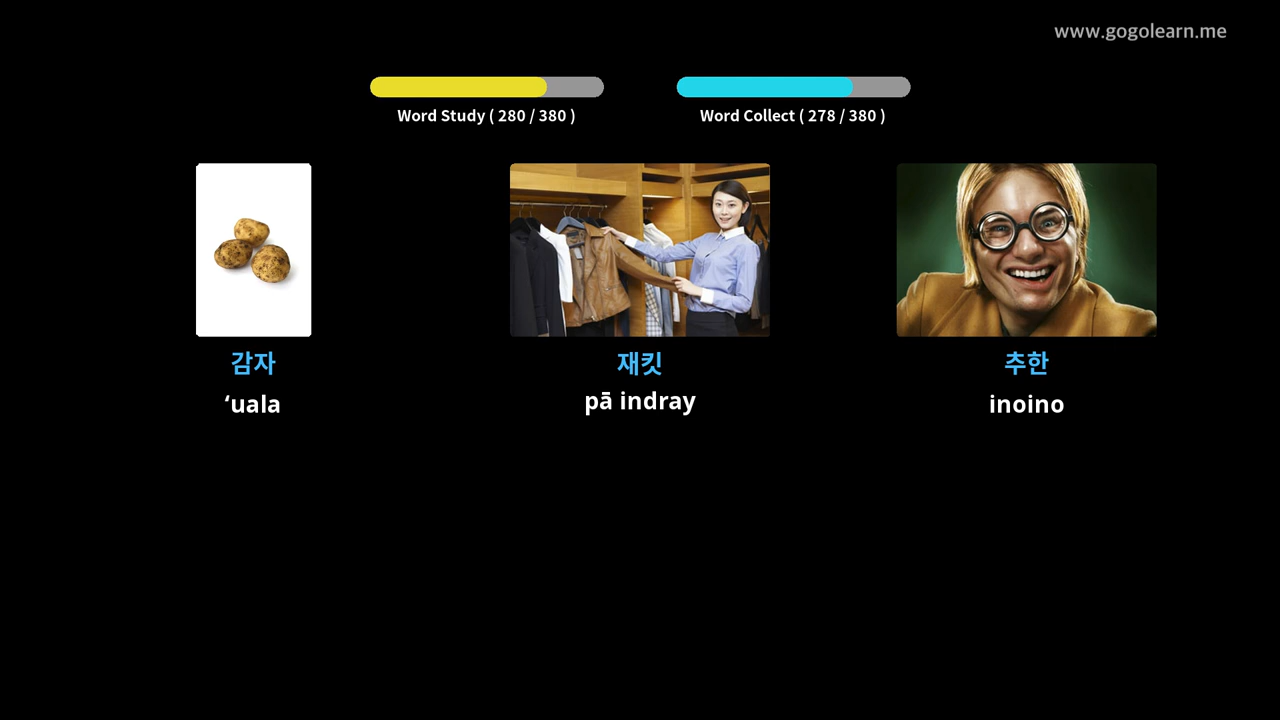 www.gogolearn.me
Word Study ( 280 / 380 )
Word Collect ( 278 / 380 )
감자
재킷
추한
ʻuala
pā indray
inoino